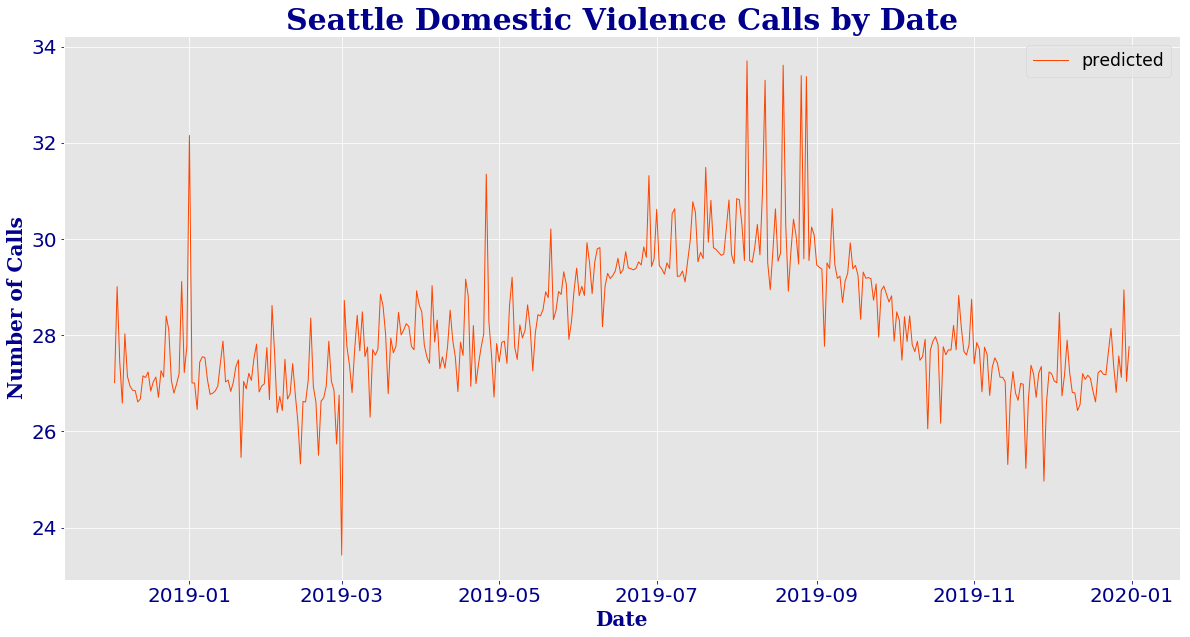 Seattle Domestic Violence Calls by Date
predicted
Number of Calls
34
32
30
28
26
24
2019-01 2019-03 2019-05 2019-07 2019-09 2019-11 2020-01
Date